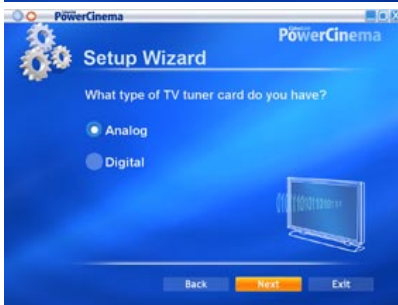 PowerCinema
PowerCinema
Setup Wizard
What type of TV tuner card do you have?
Analog
Digital
Back
Next
Exit